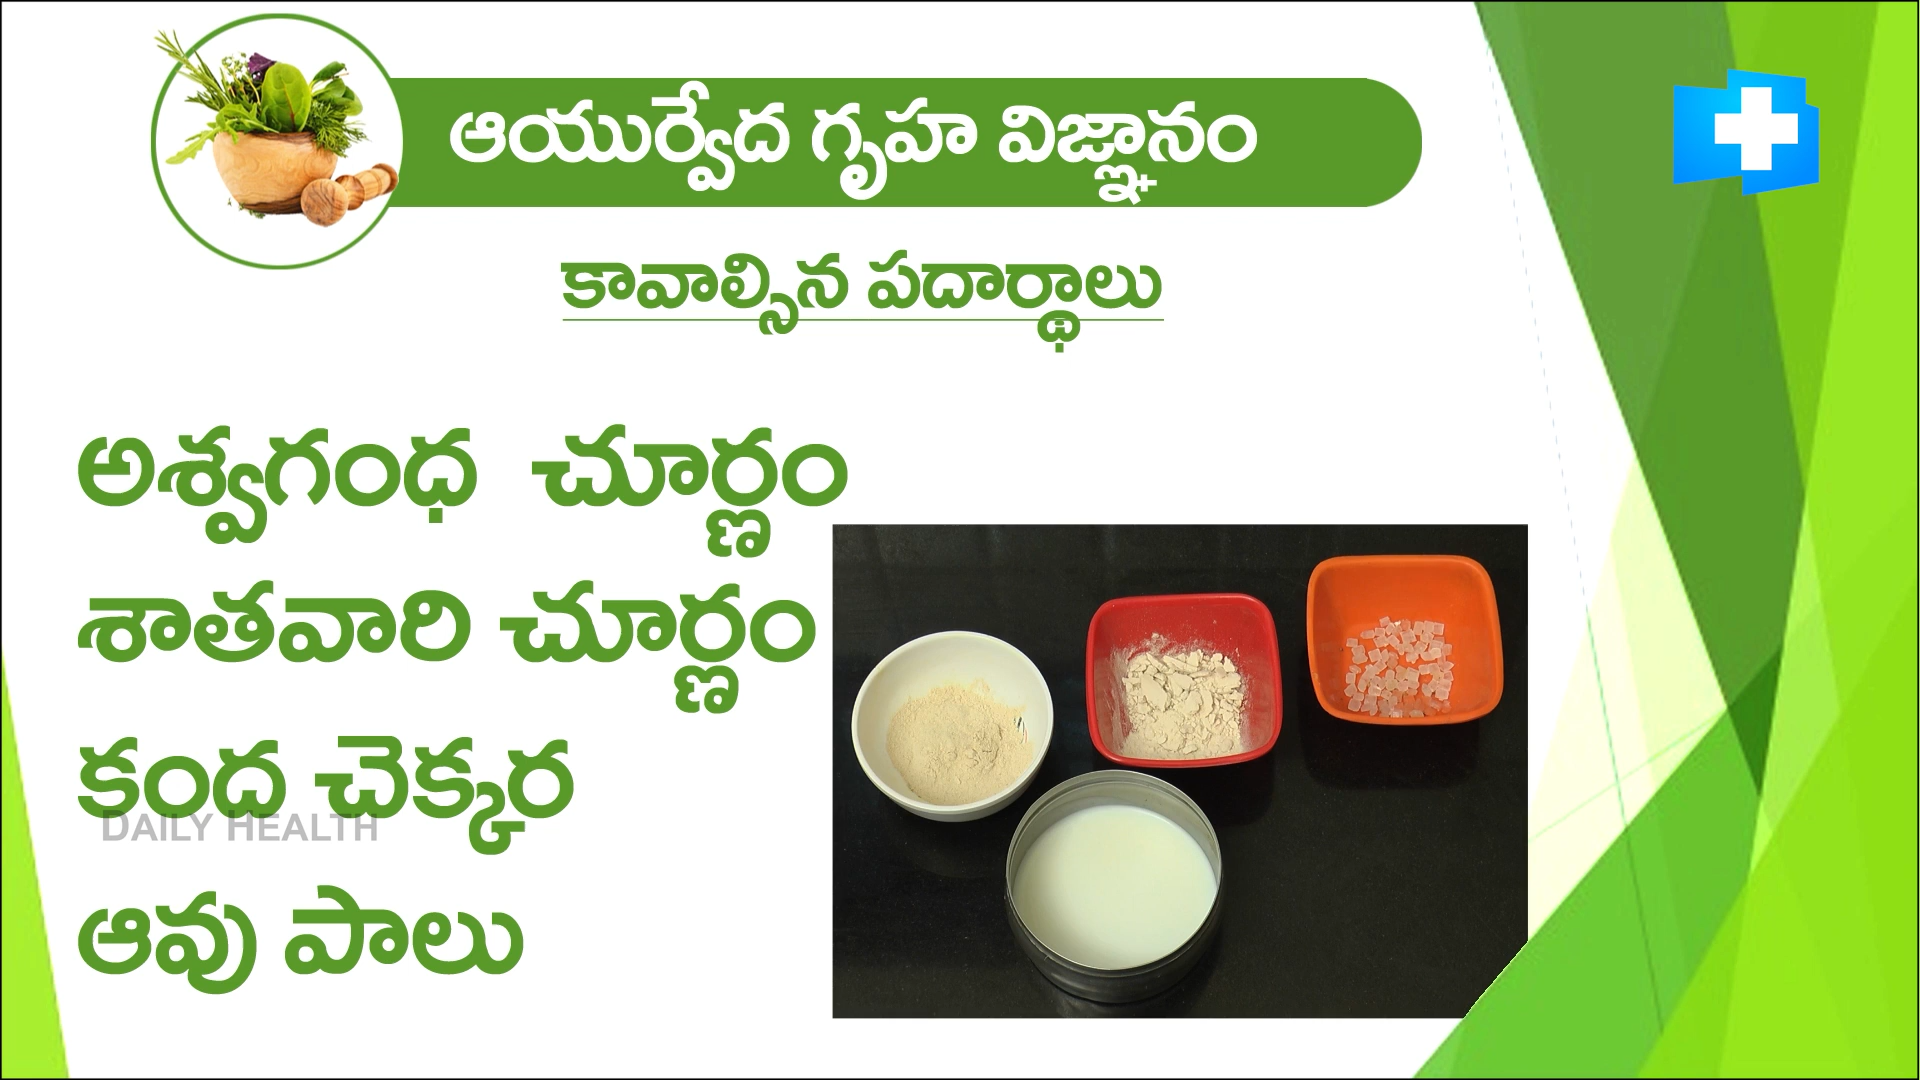 ఆయుర్వేద గృహ విజ్ఞానం
కావాల్సిన పదార్థాలు
అశ్వగంధ చూర్ణం
శాతవారి చూర్ణం
కంద చెక్కర
DAILY HEALTH
ఆవు పాలు